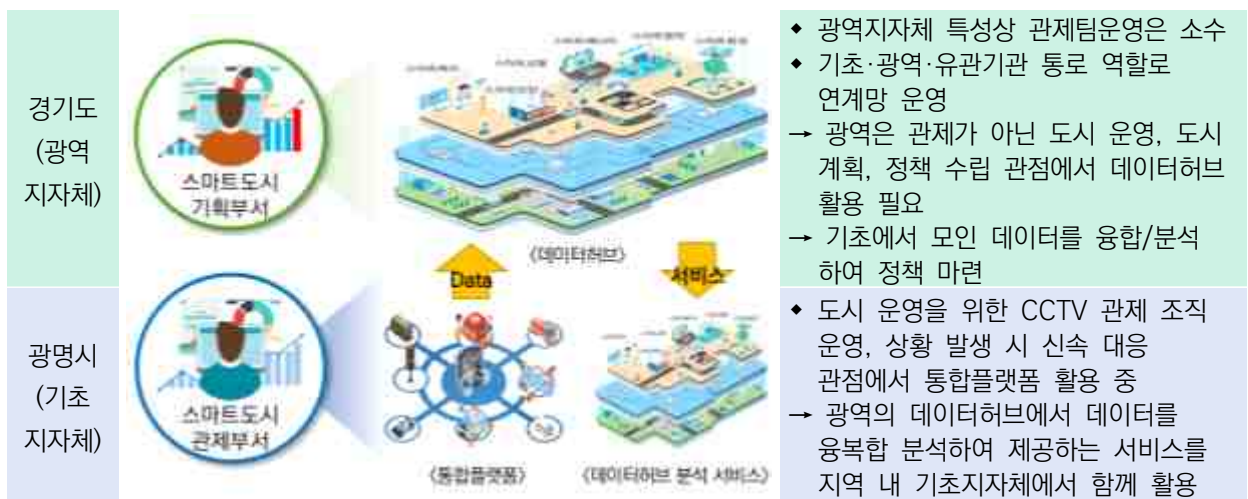 경기도
(광역
지자체)
스마트도시
기획부서
〈데이터허브〉
◆ 광역지자체 특성상 관제팀운영은 소수
◆ 기초·광역·유관기관 통로 역할로
연계망 운영
→ 광역은 관제가 아닌 도시 운영, 도시
계획, 정책 수립 관점에서 데이터허브
활용 필요
→ 기초에서 모인 데이터를 융합/분석
하여 정책 마련
Data
서비스
광명시
(기초
지자체)
스마트도시
관제부서
〈통합플랫폼〉
〈데이터허브 분석 서비스〉
◆ 도시 운영을 위한 CCTV 관제 조직
운영, 상황 발생 시 신속 대응
관점에서 통합플랫폼 활용 중
→ 광역의 데이터허브에서 데이터를
융복합 분석하여 제공하는 서비스를
지역 내 기초지자체에서 함께 활용